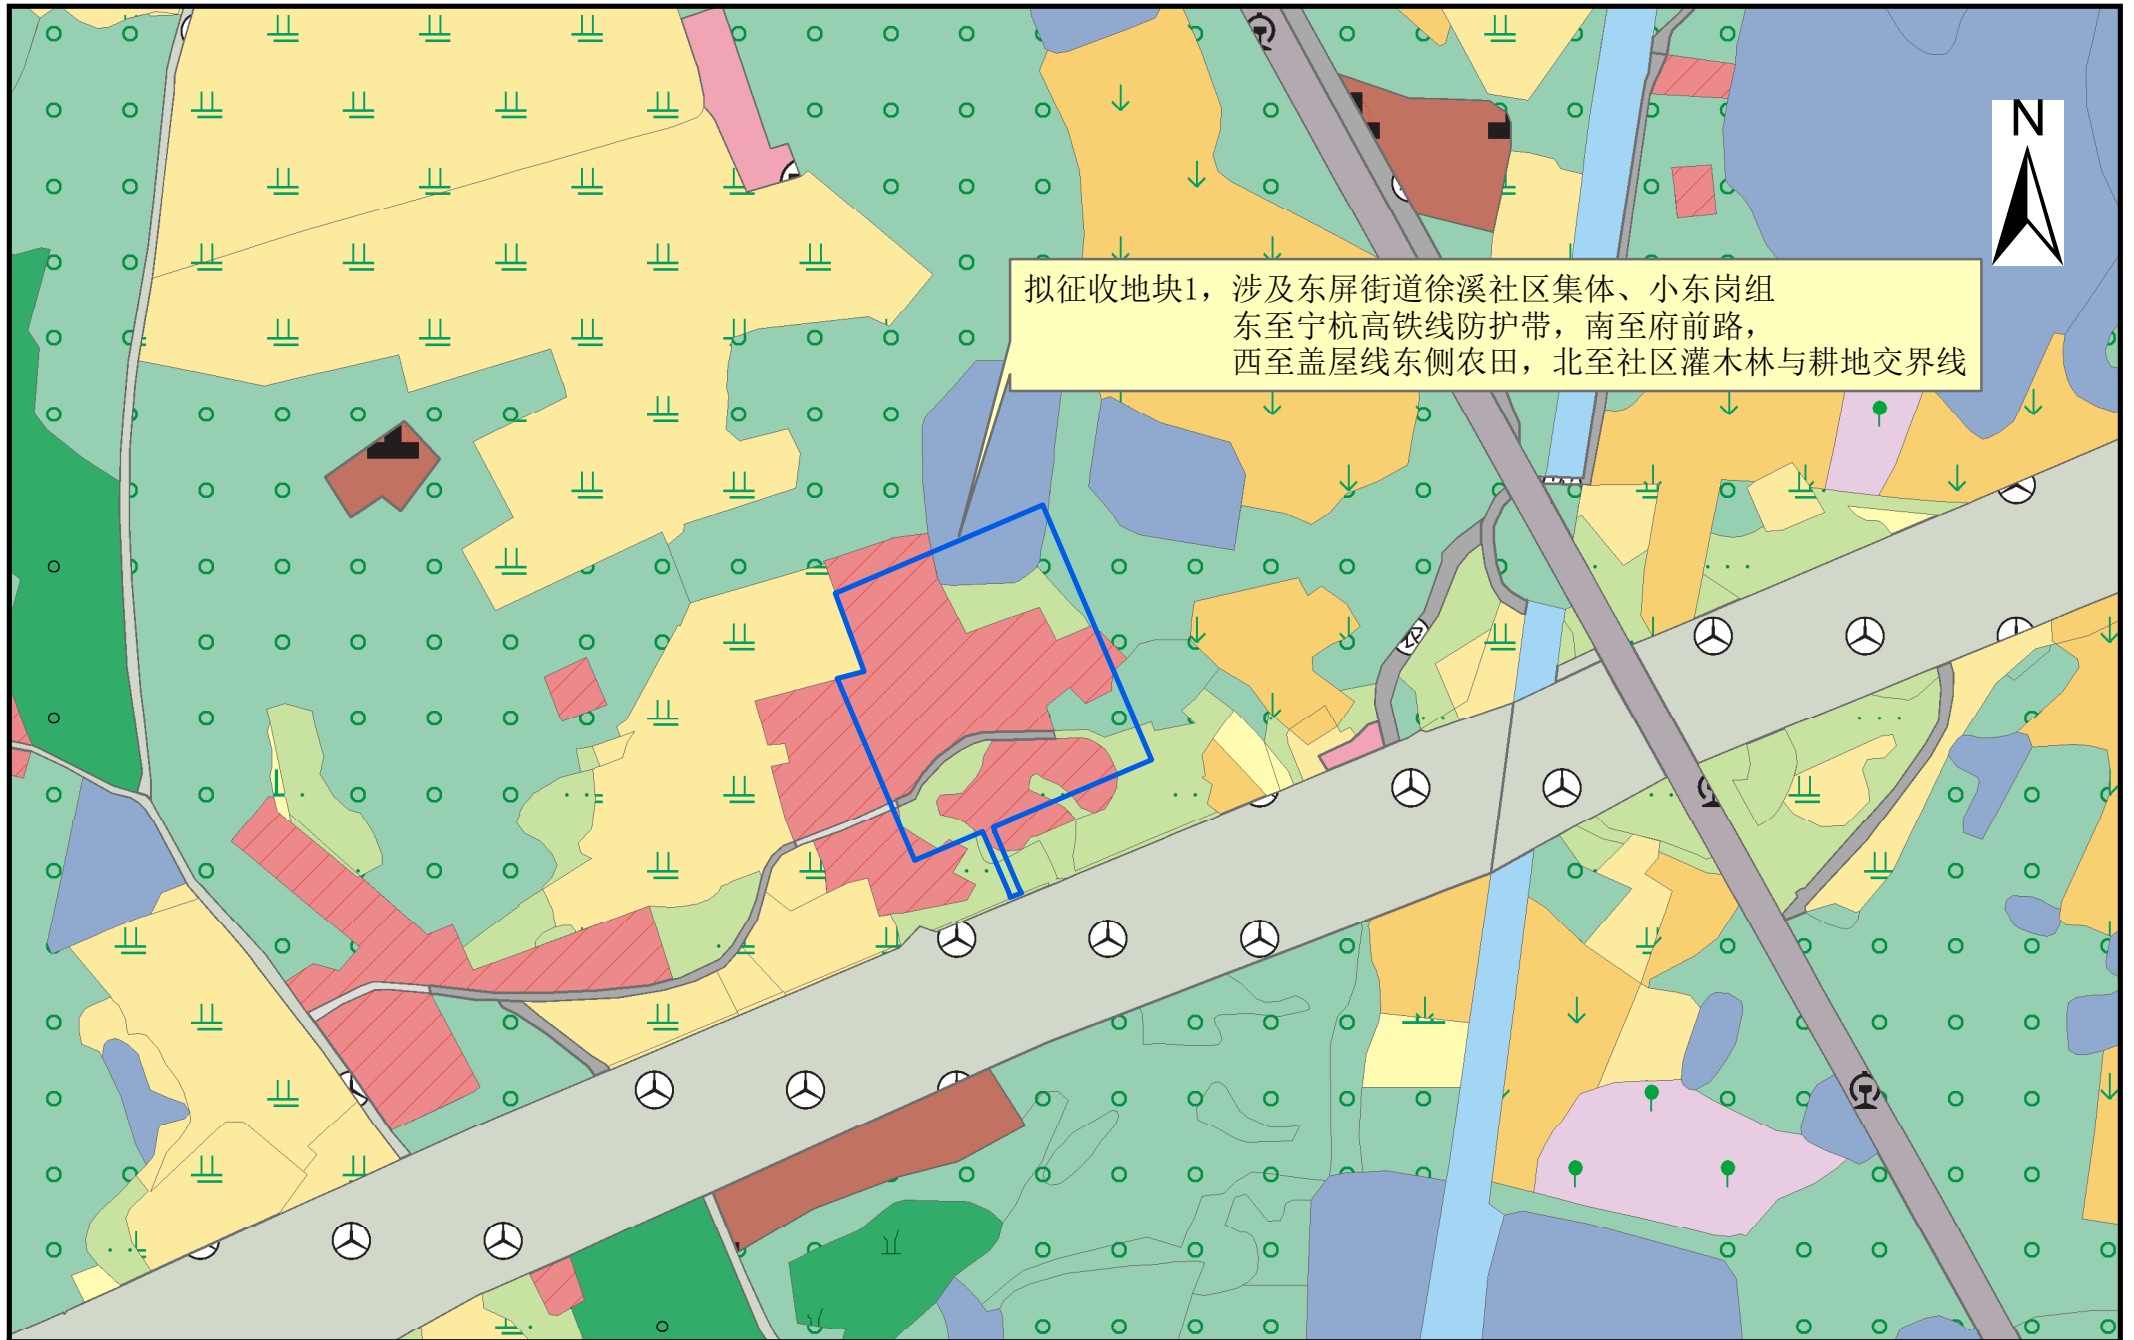 N
拟征收地块1，涉及东屏街道徐溪社区集体、小东岗组
东至宁杭高铁线防护带，南至府前路，
西至盖屋线东侧农田，北至社区灌木林与耕地交界线